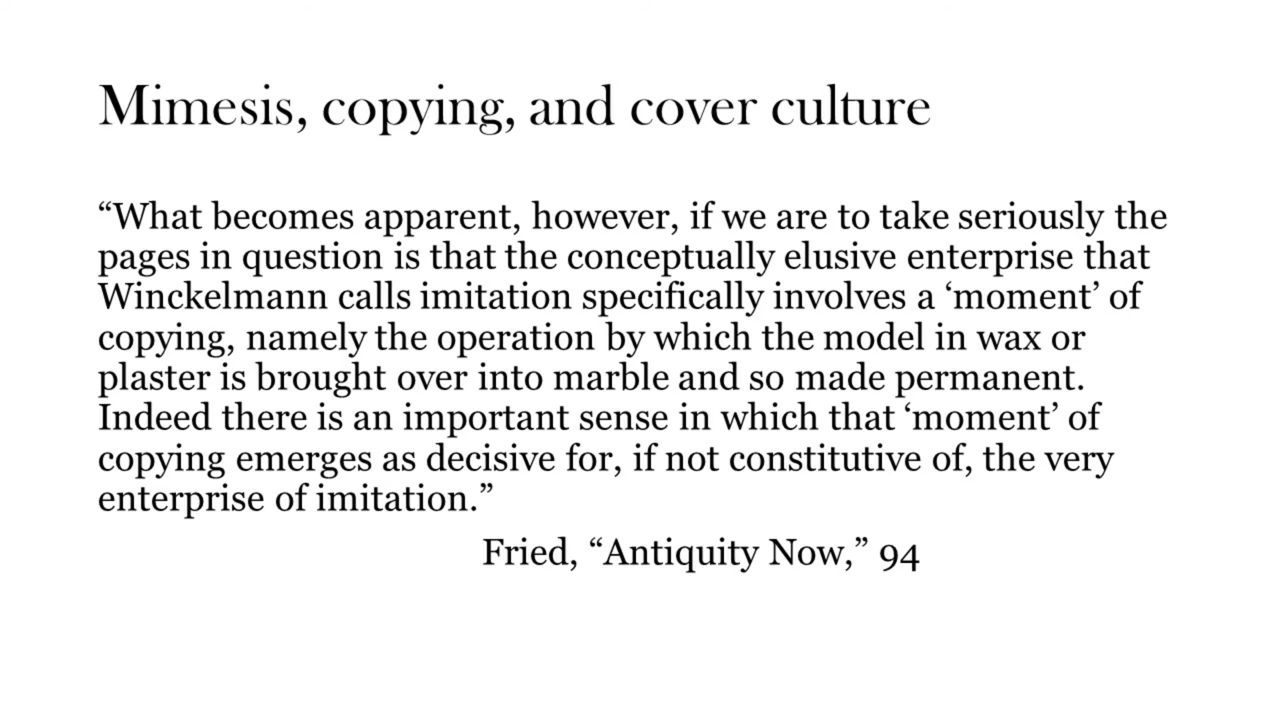 Mimesis, copying, and cover culture
“What becomes apparent, however, if we are to take seriously the
pages in question is that the conceptually elusive enterprise that
Winckelmann calls imitation specifically involves a ‘moment’ of
copying, namely the operation by which the model in wax or
plaster is brought over into marble and so made permanent.
Indeed there is an important sense in which that ‘moment’ of
copying emerges as decisive for, if not constitutive of, the very
enterprise of imitation.”
Fried, “Antiquity Now,” 94